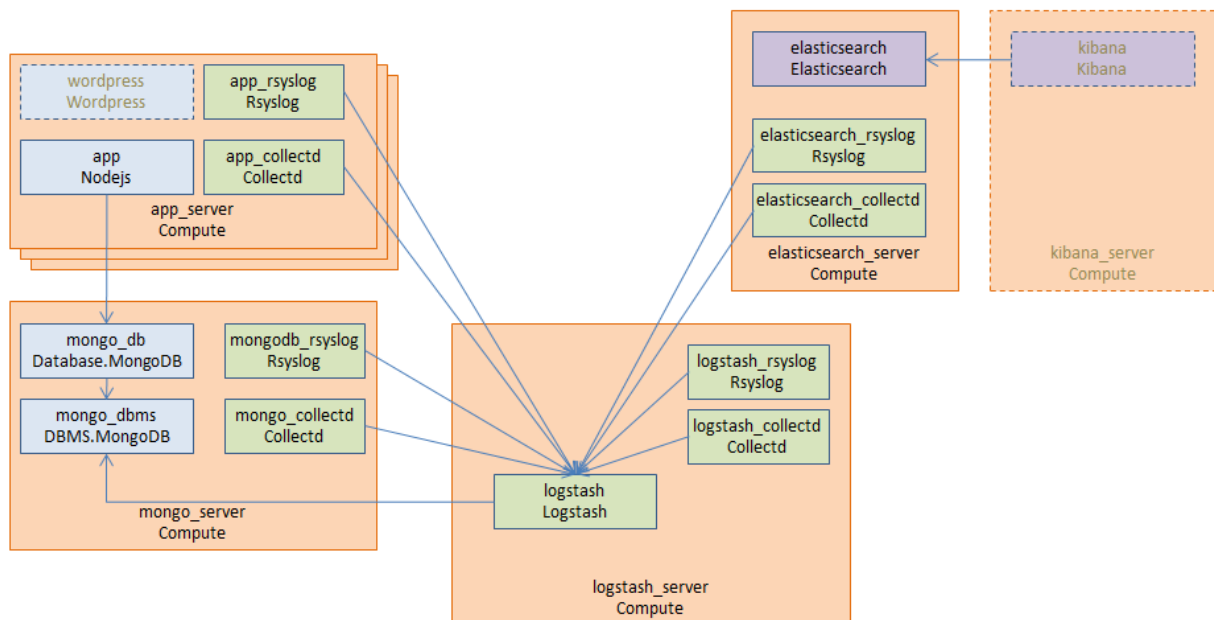 wordpress
Wordpress
app_rsyslog
Rsyslog
app
Nodejs
app_collectd
Collectd
app_server
Compute
elasticsearch
Elasticsearch
elasticsearch_rsyslog
Rsyslog
elasticsearch_collectd
Collectd
elasticsearch_server
Compute
kibana
Kibana
kibana_server
Compute
mongo_db
Database.MongoDB
mongodb_rsyslog
Rsyslog
mongo_dbms
DBMS.MongoDB
mongo_collectd
Collectd
mongo_server
Compute
logstash_rsyslog
Rsyslog
logstash_collectd
Collectd
logstash
Logstash
logstash_server
Compute